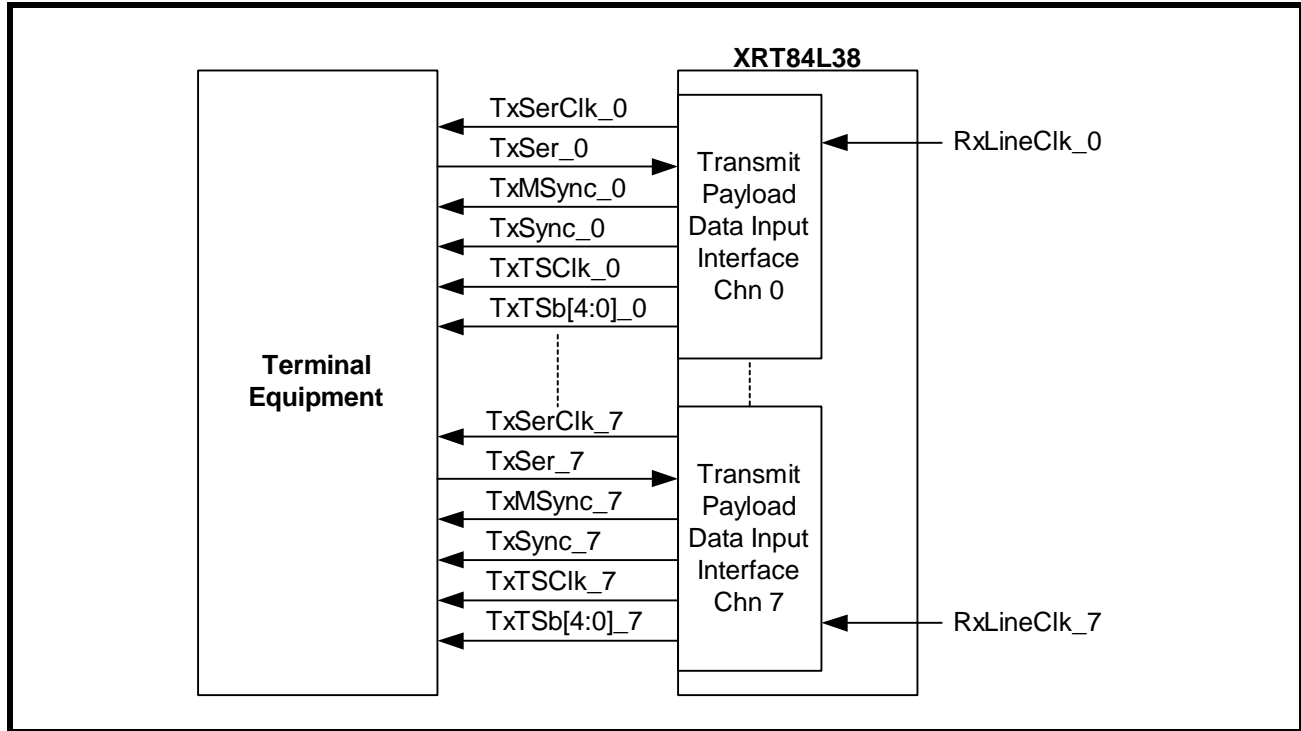 XRT84L38
TxSerClk_0
TxSer_0
TxMSync_0
TxSync_0
TxTSClk_0
TxTSb[4:0]_0
Transmit
Payload
Data Input
Interface
Chn 0
RxLineClk_0
Terminal
Equipment
TxSerClk_7
TxSer_7
TxMSync_7
TxSync_7
TxTSClk_7
TxTSb[4:0]_7
Transmit
Payload
Data Input
Interface
Chn 7
RxLineClk_7